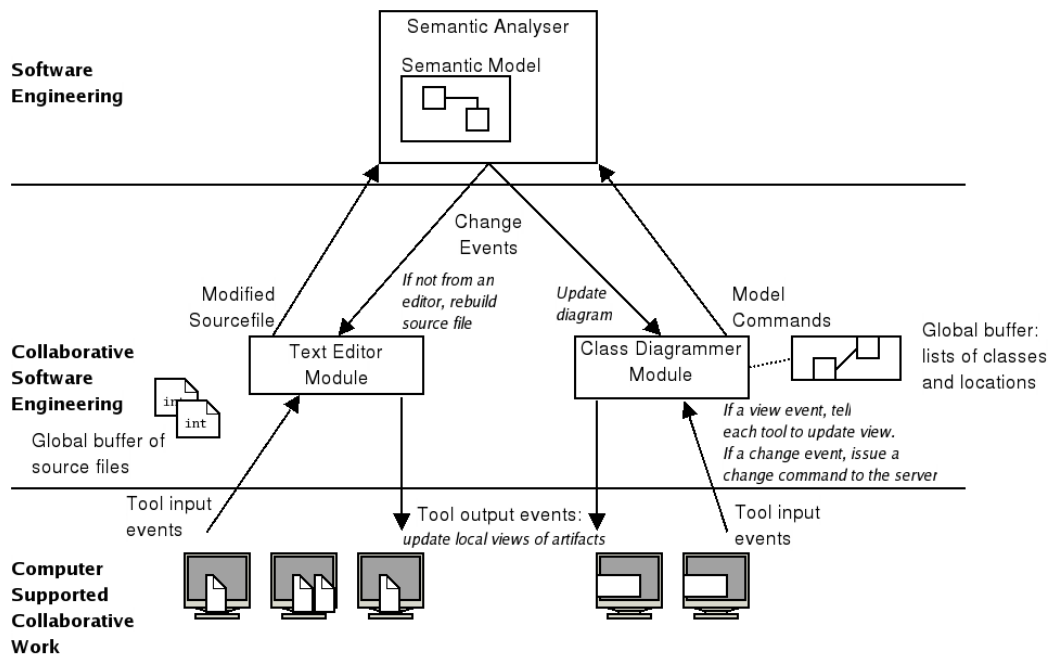 Semantic Analyser
Semantic Model
Software
Engineering
Change
Events
If not from an
editor, rebuild
source file
Update
diagram
Modified
Sourcefile
Model
Commands
Text Editor
Module
Class Diagrammer
Module
Global buffer:
lists of classes
and locations
Collaborative
Software
Engineering
int
int
Global buffer of
source files
If a view event, tell
each tool to update view.
If a change event, issue a
change command to the server
Tool input
events
Tool output events:
update local views of artifacts
Tool input
events
Computer
Supported
Collaborative
Work